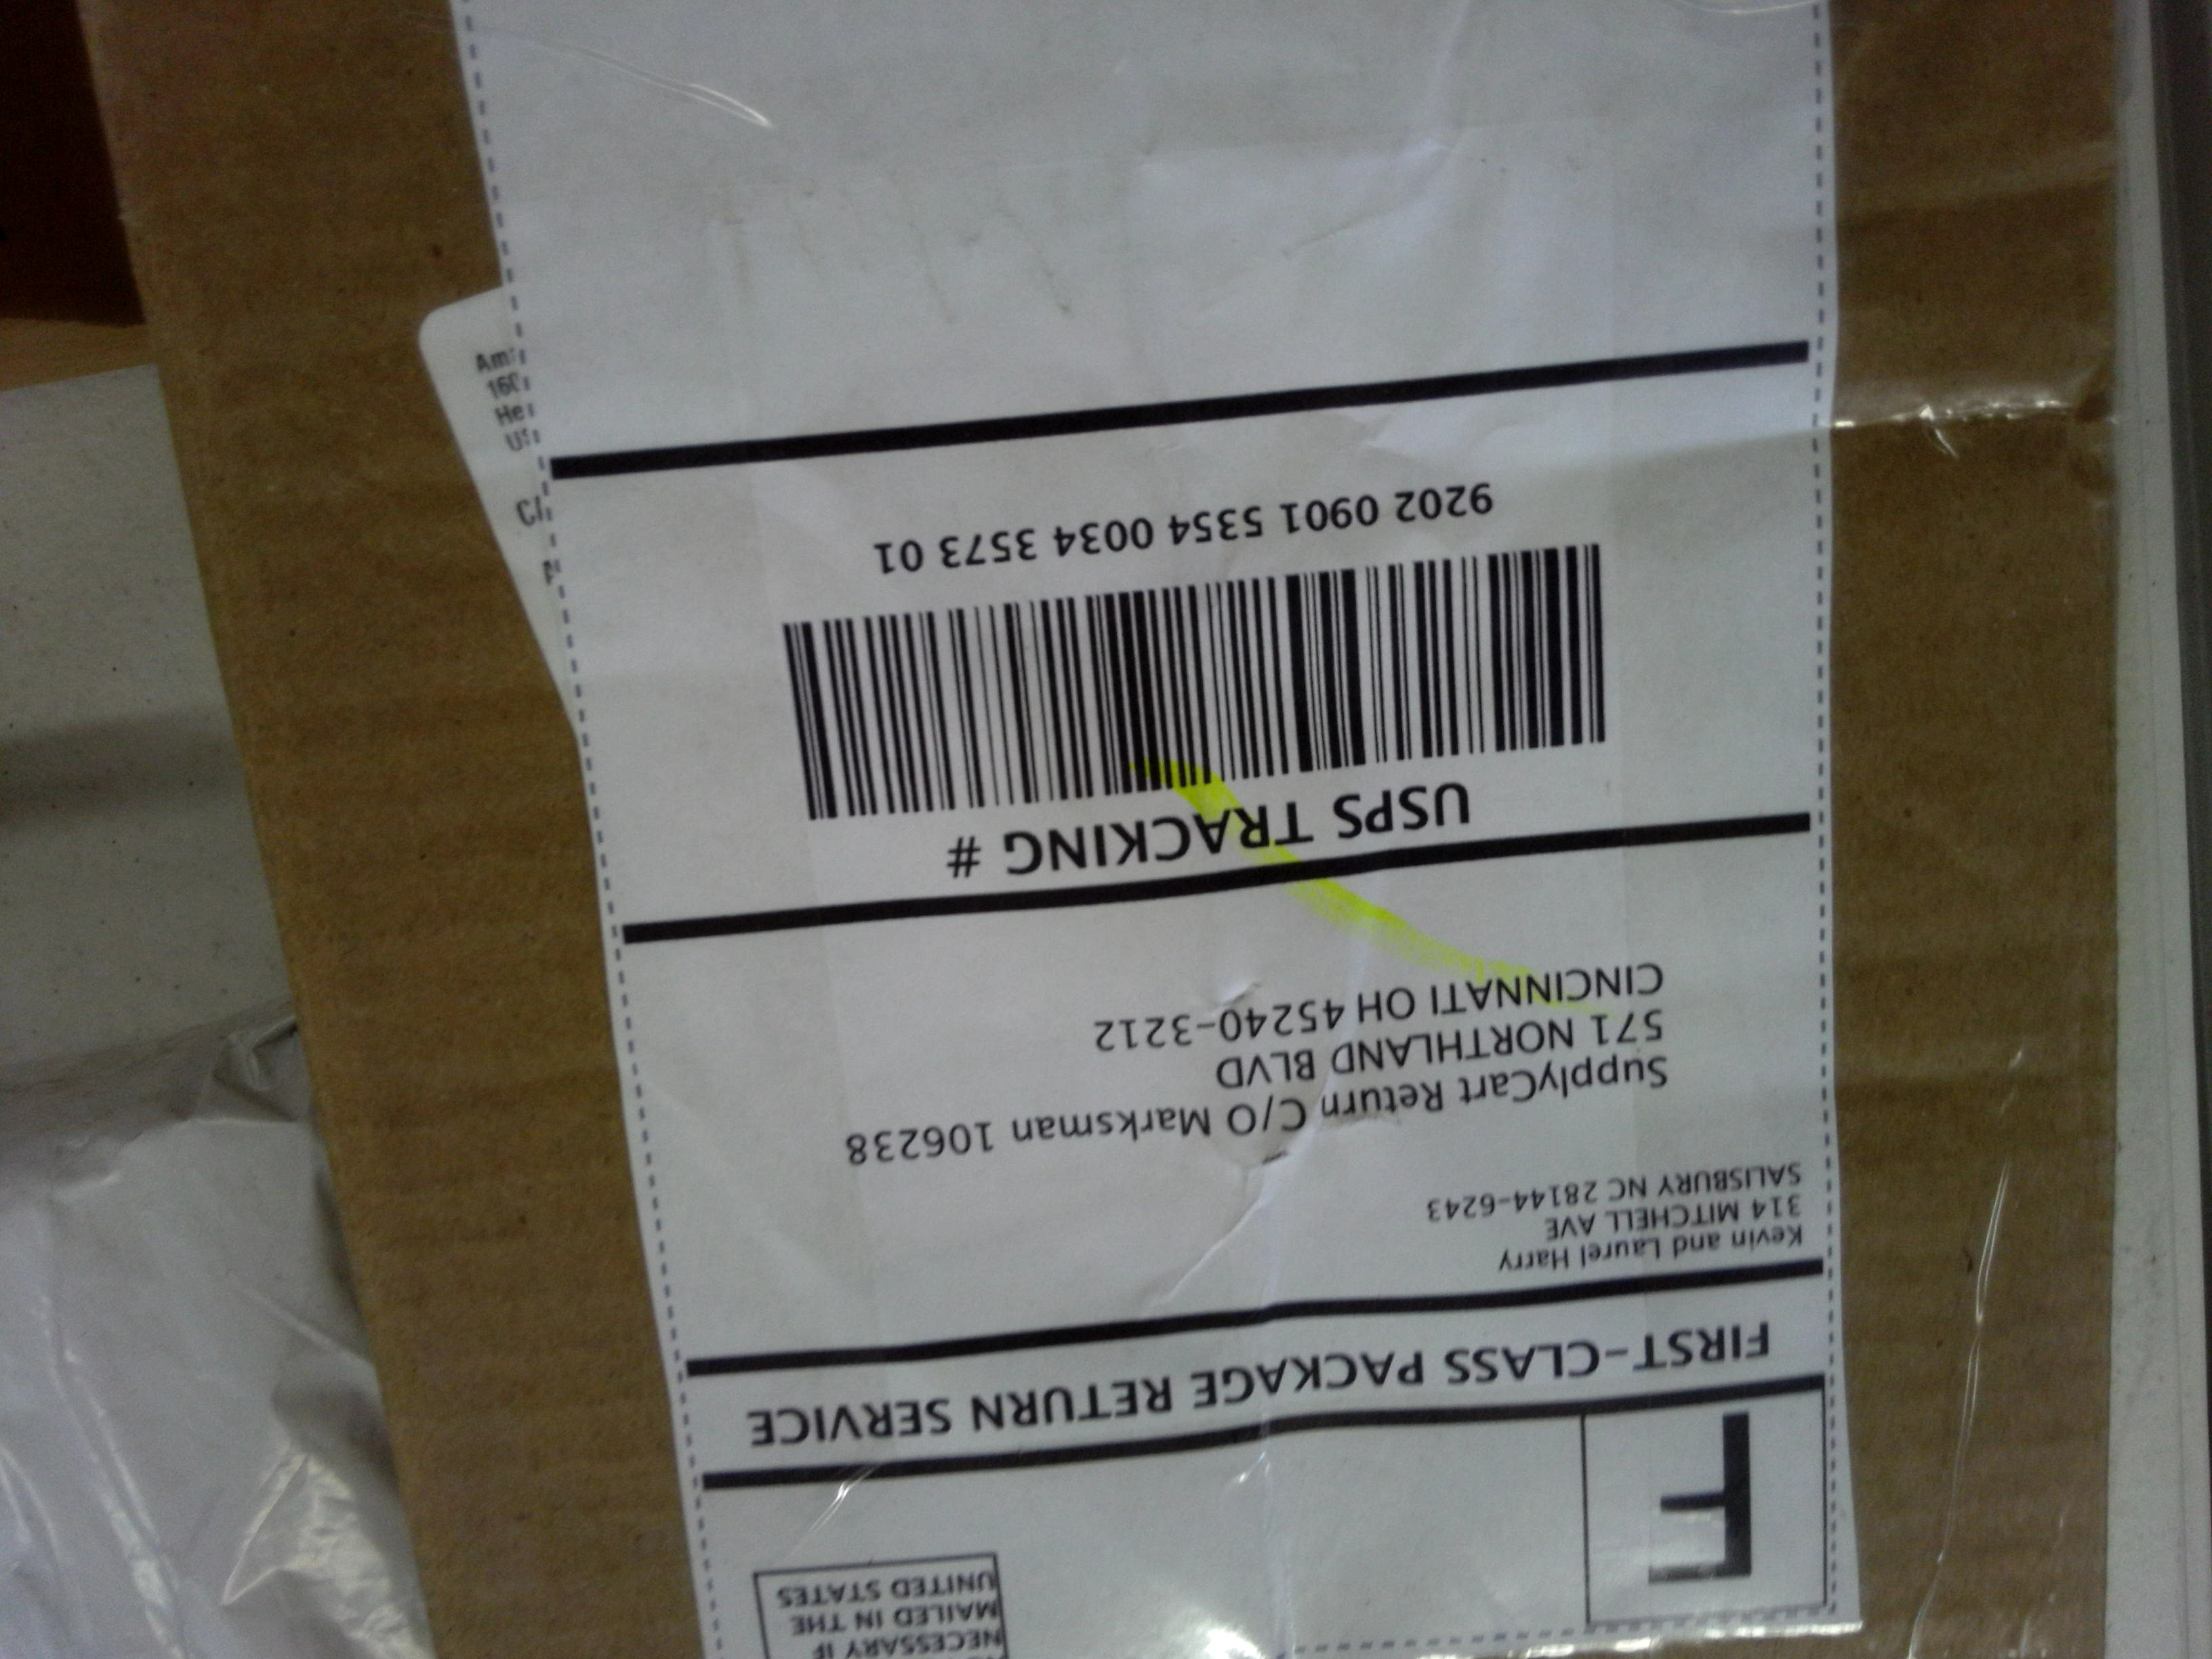 NECESSARY IF
MAILED IN THE
UNITED STATES
F
FIRST-CLASS PACKAGE RETURN SERVICE
Kevin and Laurel Harry
314 MITCHELL AVE
SALISBURY NC 28144-6243
SupplyCart Return C/O Marksman 106238
571 NORTHLAND BLVD
CINCINNATI OH 45240-3212
USPS TRACKING #
9202 0901 5354 0034 3573 01